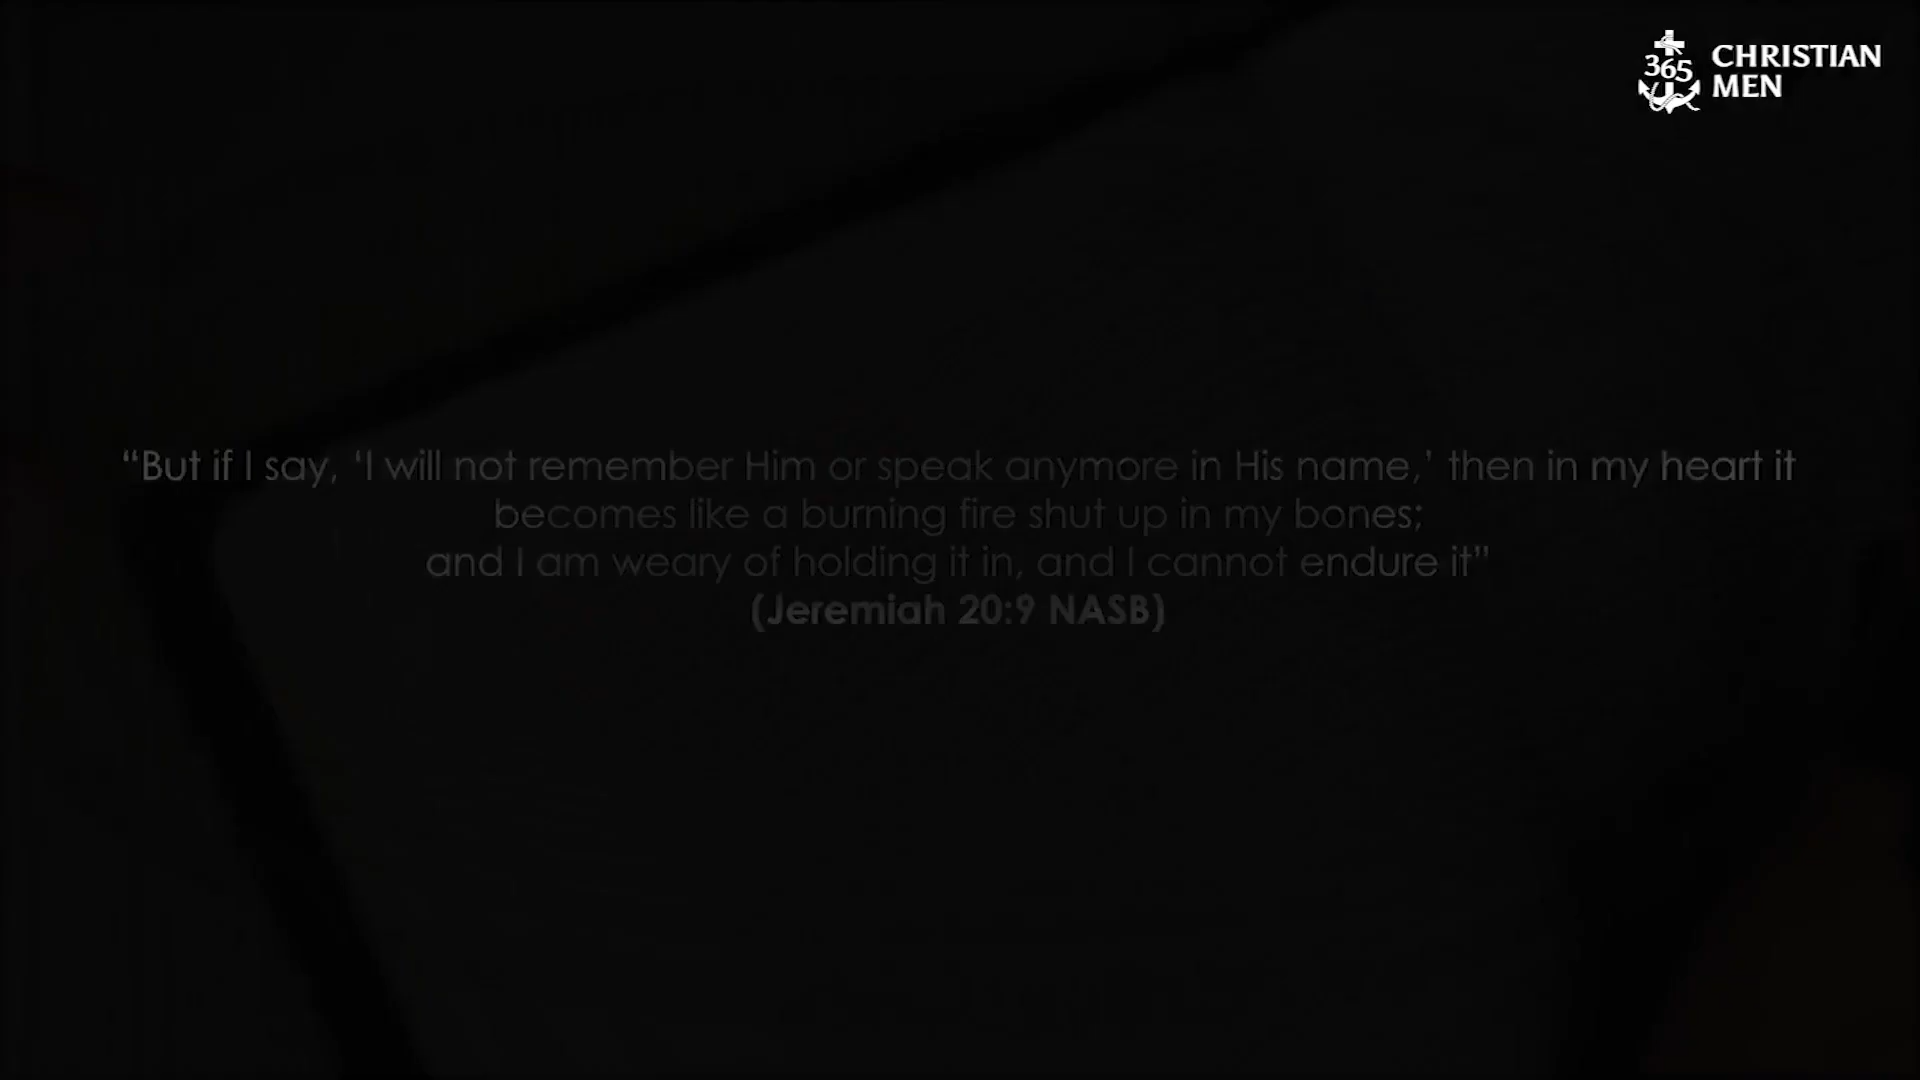 365
CHRISTIAN
MEN
“But if I say, ‘I will not remember Him or speak anymore in His name,’ then in my heart it
becomes like a burning fire shut up in my bones;
and I am weary of holding it in, and I cannot endure it”
(Jeremiah 20:9 NASB)